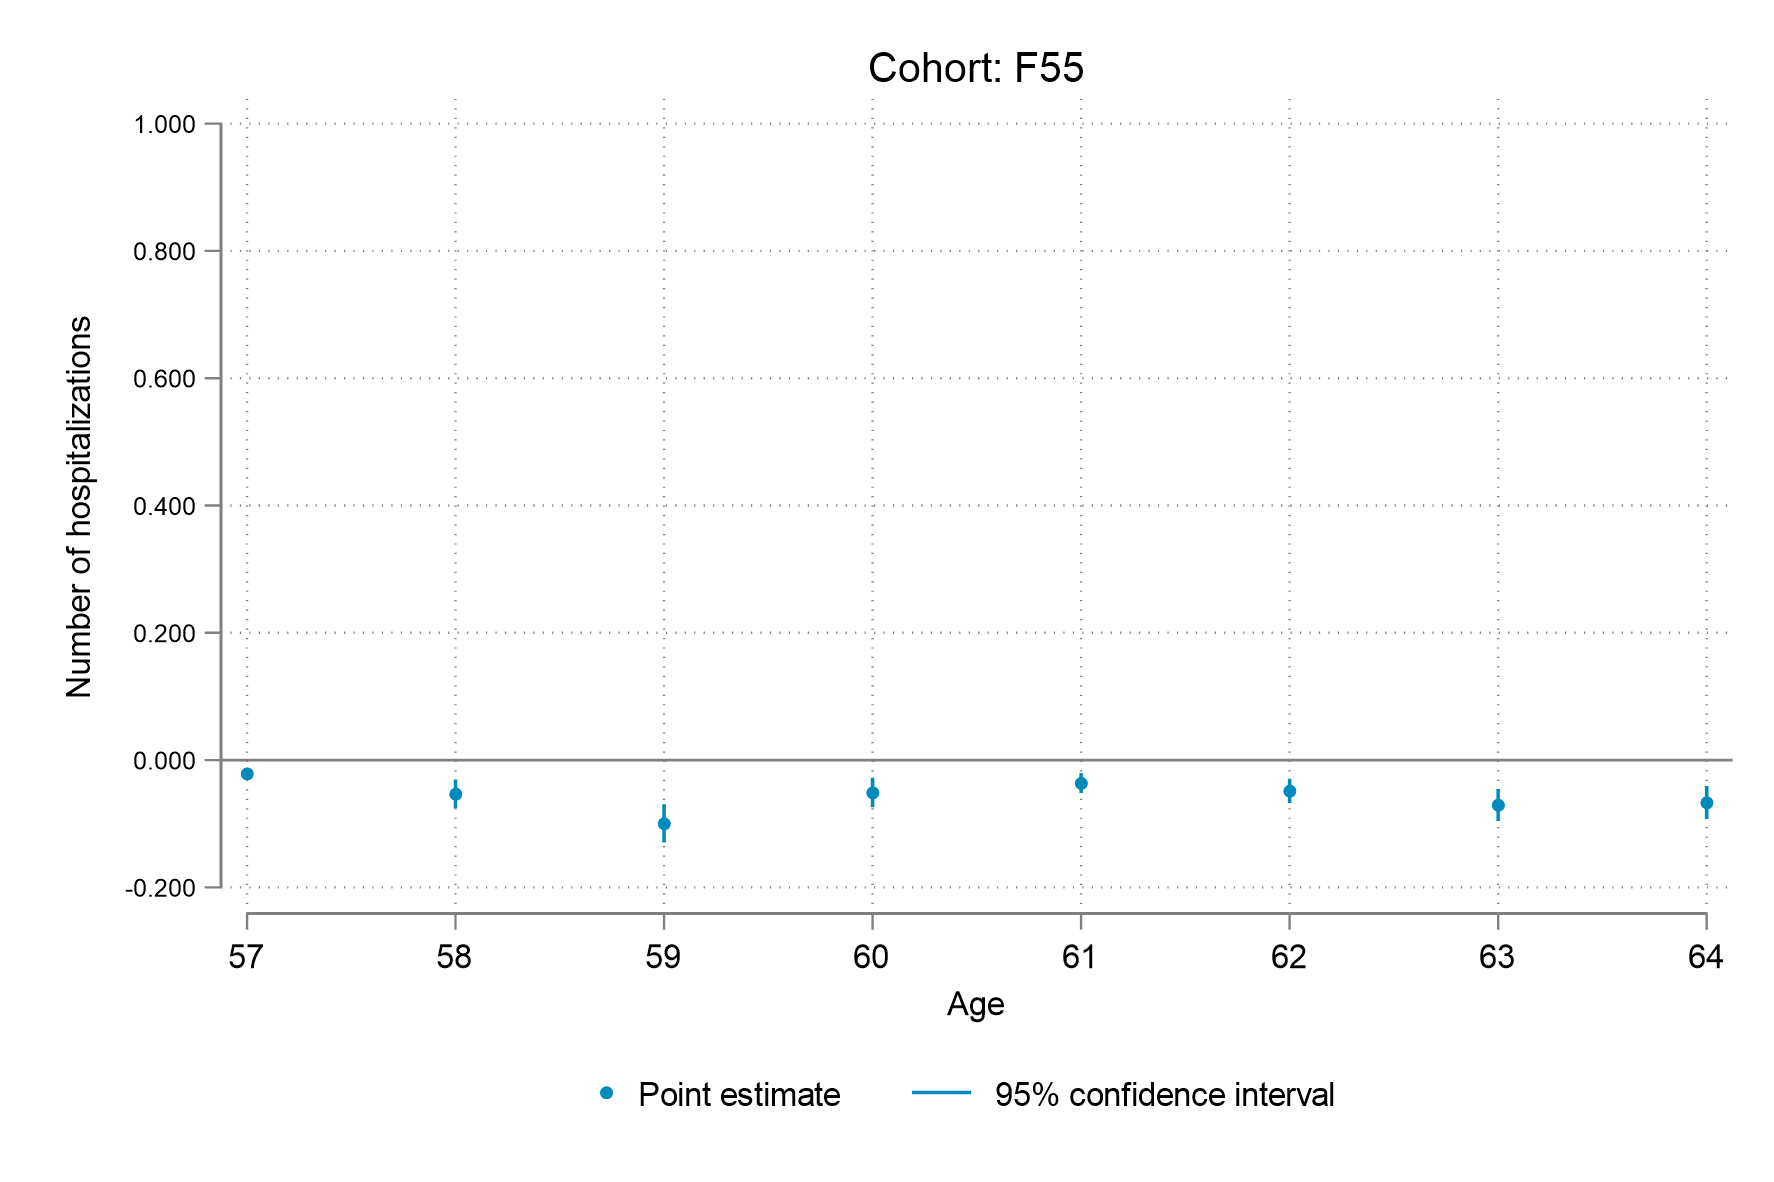 Cohort: F55
1.000
0.800
0.600
0.400
0.200
0.000
-0.200
Number of hospitalizations
57 58 59 60 61 62 63 64
Age
Point estimate 95% confidence interval